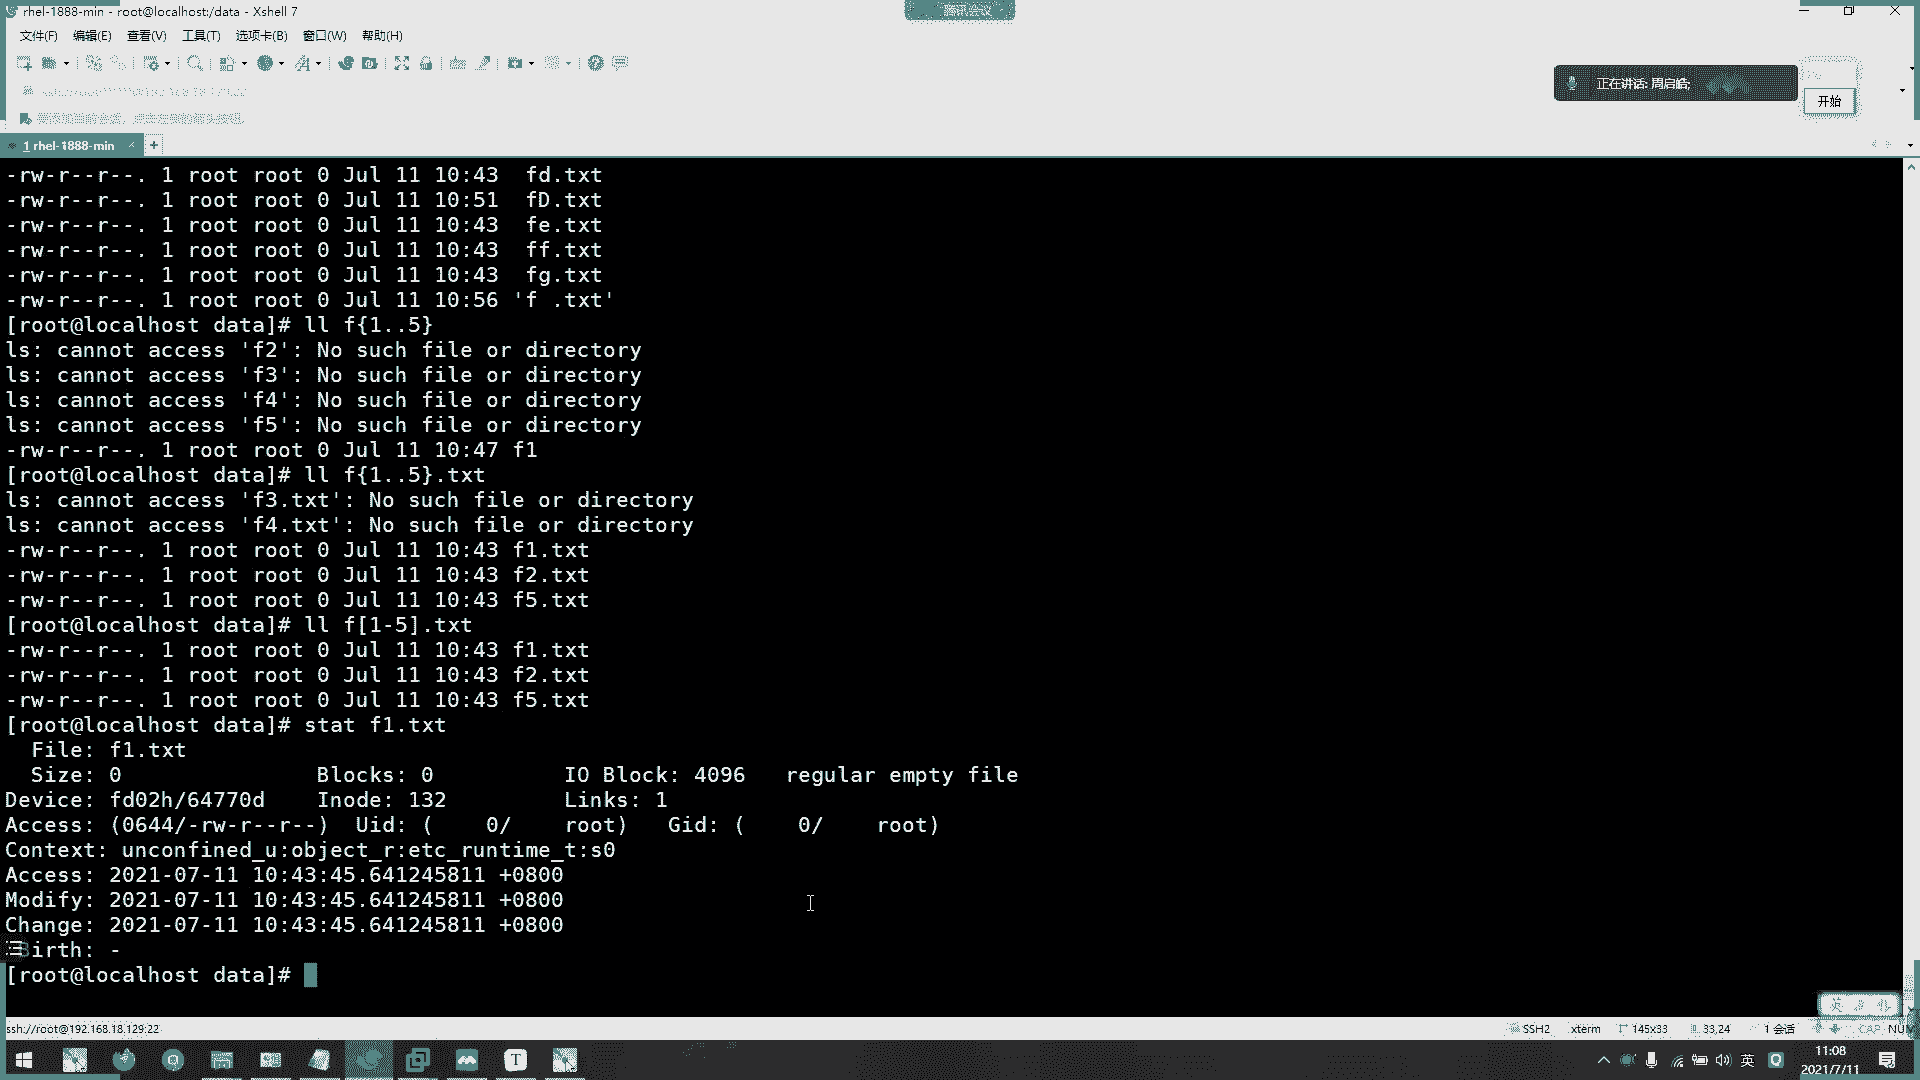 rhel-1888-min - root@localhost:/data - Xshell 7
腾讯会议
文件(F) 编辑(E) 查看(V) 工具(T) 选项卡(B) 窗口(W) 帮助(H)
正在讲话: 周启皓;
开始
1 rhel-1888-min × +
-rw-r--r--. 1 root root 0 Jul 11 10:43  fd.txt
-rw-r--r--. 1 root root 0 Jul 11 10:51  fD.txt
-rw-r--r--. 1 root root 0 Jul 11 10:43  fe.txt
-rw-r--r--. 1 root root 0 Jul 11 10:43  ff.txt
-rw-r--r--. 1 root root 0 Jul 11 10:43  fg.txt
-rw-r--r--. 1 root root 0 Jul 11 10:56 'f .txt'
[root@localhost data]# ll f{1..5}
ls: cannot access 'f2': No such file or directory
ls: cannot access 'f3': No such file or directory
ls: cannot access 'f4': No such file or directory
ls: cannot access 'f5': No such file or directory
-rw-r--r--. 1 root root 0 Jul 11 10:47 f1
[root@localhost data]# ll f{1..5}.txt
ls: cannot access 'f3.txt': No such file or directory
ls: cannot access 'f4.txt': No such file or directory
-rw-r--r--. 1 root root 0 Jul 11 10:43 f1.txt
-rw-r--r--. 1 root root 0 Jul 11 10:43 f2.txt
-rw-r--r--. 1 root root 0 Jul 11 10:43 f5.txt
[root@localhost data]# ll f[1-5].txt
-rw-r--r--. 1 root root 0 Jul 11 10:43 f1.txt
-rw-r--r--. 1 root root 0 Jul 11 10:43 f2.txt
-rw-r--r--. 1 root root 0 Jul 11 10:43 f5.txt
[root@localhost data]# stat f1.txt
  File: f1.txt
  Size: 0               Blocks: 0          IO Block: 4096   regular empty file
Device: fd02h/64770d    Inode: 132         Links: 1
Access: (0644/-rw-r--r--)  Uid: (    0/    root)   Gid: (    0/    root)
Context: unconfined_u:object_r:etc_runtime_t:s0
Access: 2021-07-11 10:43:45.641245811 +0800
Modify: 2021-07-11 10:43:45.641245811 +0800
Change: 2021-07-11 10:43:45.641245811 +0800
 Birth: -
[root@localhost data]#
ssh://root@192.168.18.129:22 SSH2 xterm 145x33 33,24 1 会话 CAP NUM
英
11:08
2021/7/11